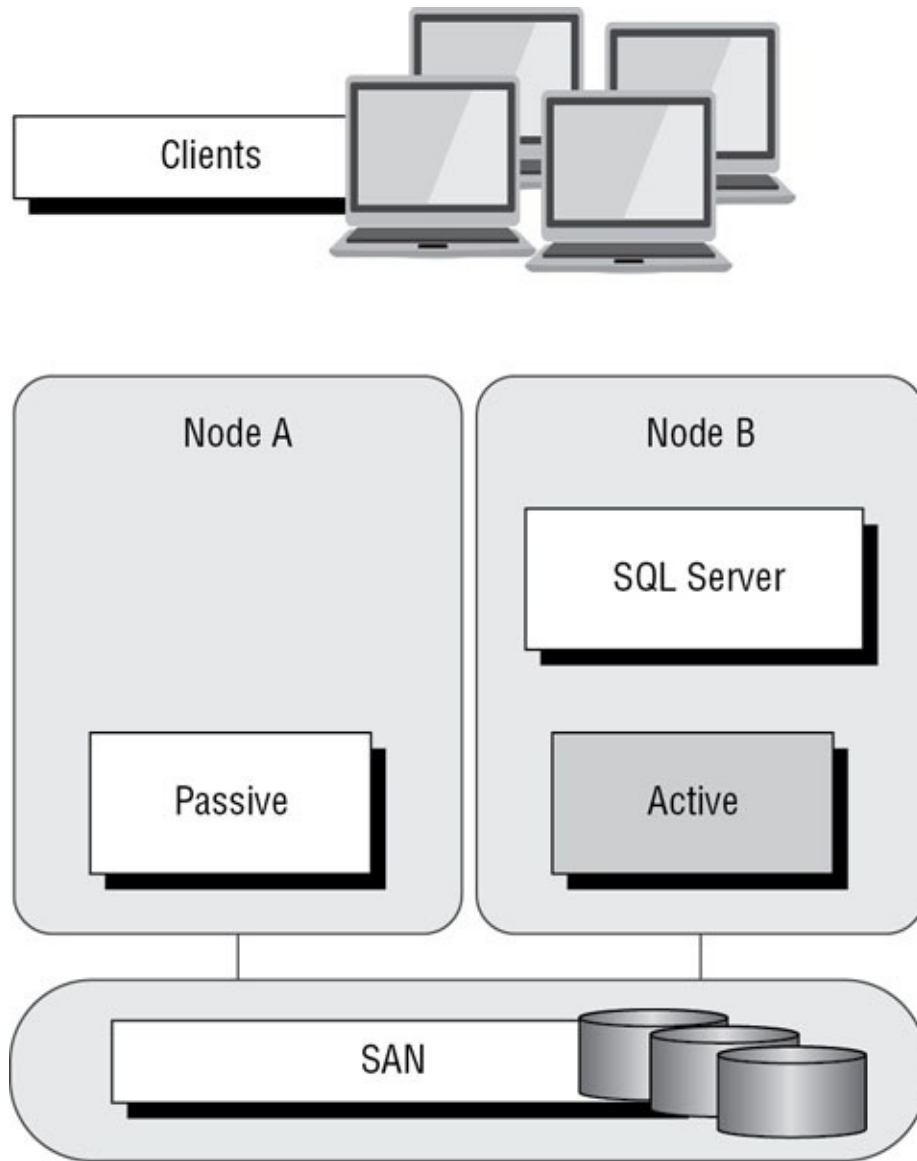 Clients
Node A
Node B
SQL Server
Passive
Active
SAN